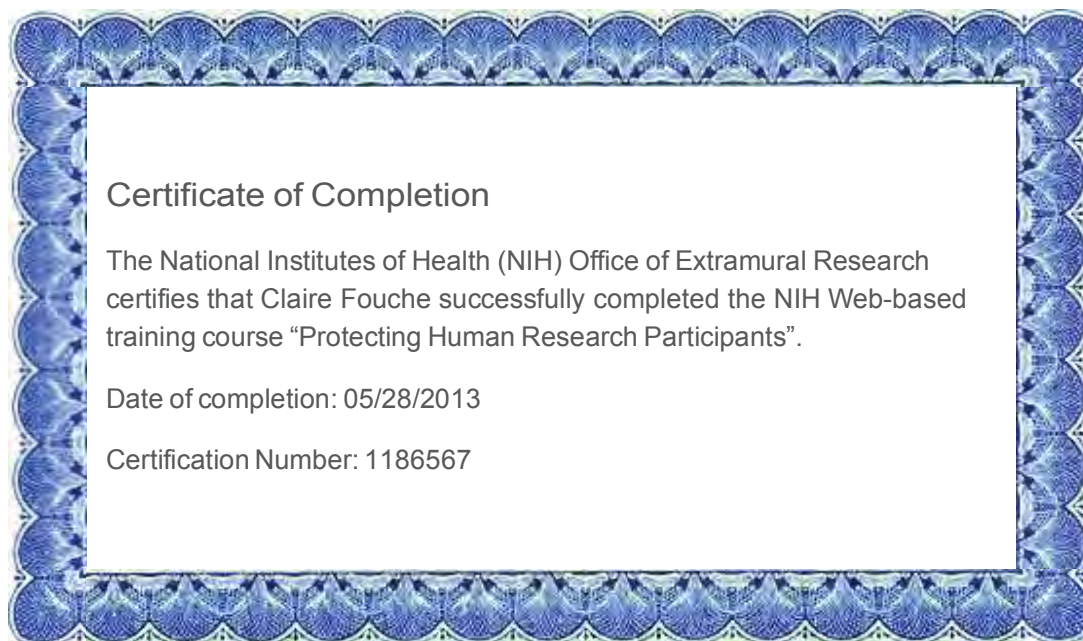 Certificate of Completion
The National Institutes of Health (NIH) Office of Extramural Research
certifies that Claire Fouche successfully completed the NIH Web-based
training course “Protecting Human Research Participants”.
Date of completion: 05/28/2013
Certification Number: 1186567